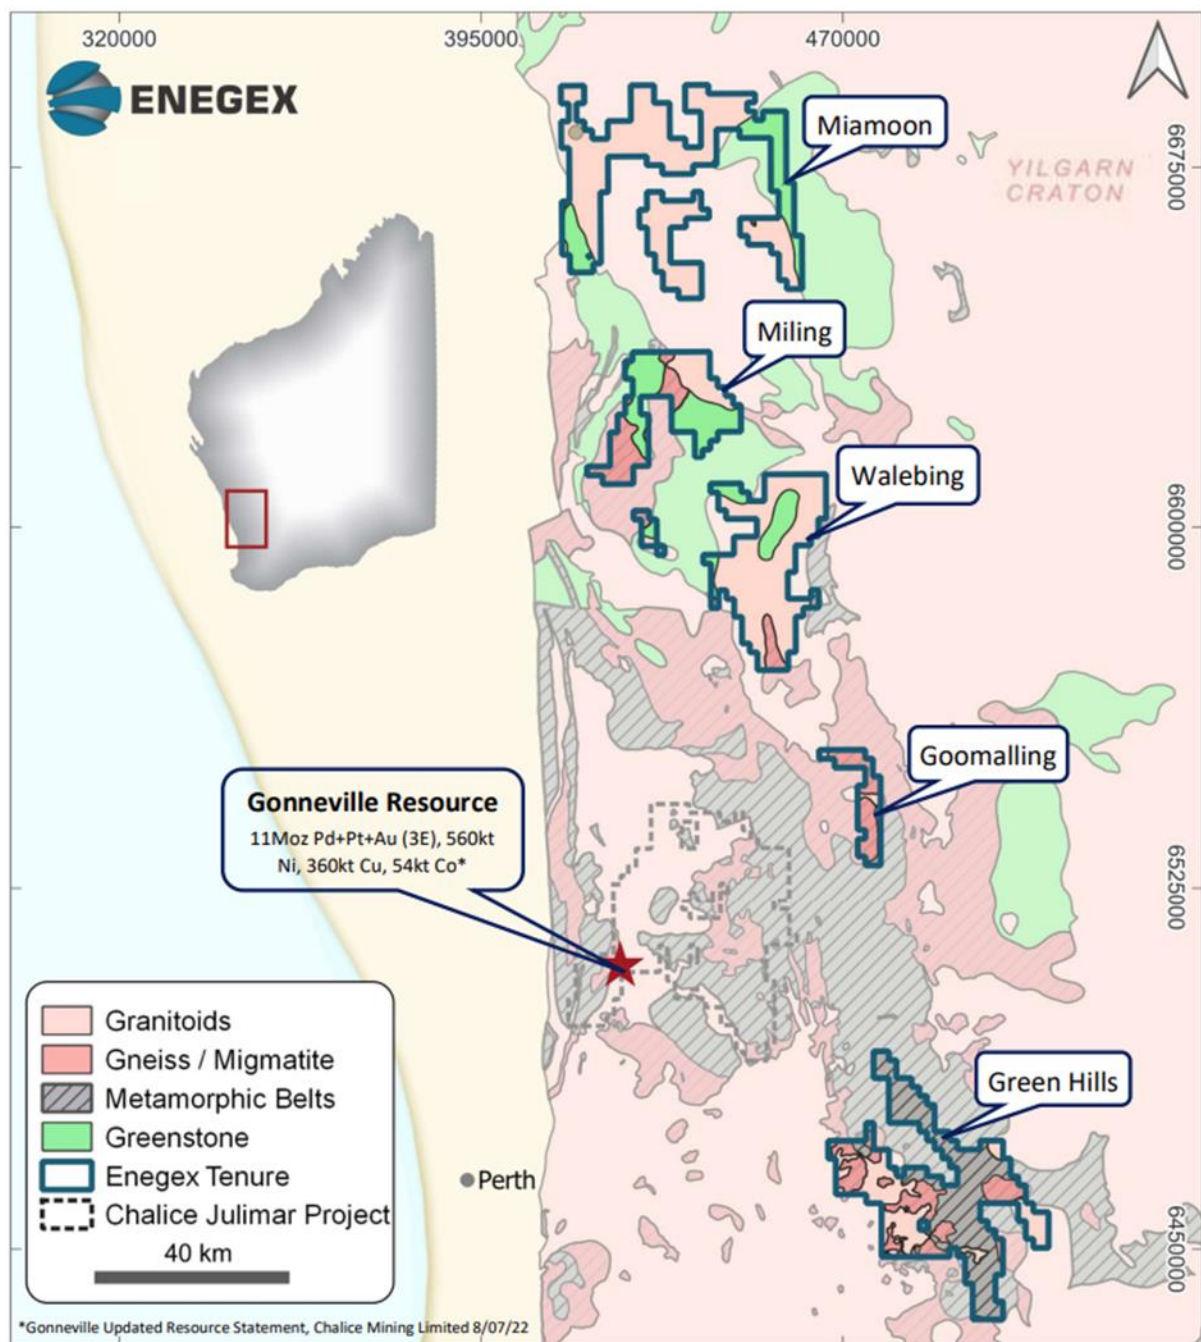 320000
395000
470000
ENEGEX
Miamoon
6675000
YILGARN
CRATON
Miling
Walebing
6600000
Goomalling
Gonneville Resource
11Moz Pd+Pt+Au (3E), 560kt
Ni, 360kt Cu, 54kt Co*
6525000
Granitoids
Gneiss / Migmatite
Metamorphic Belts
Greenstone
Enegex Tenure
Chalice Julimar Project
40 km
Green Hills
Perth
6450000
*Gonneville Updated Resource Statement, Chalice Mining Limited 8/07/22